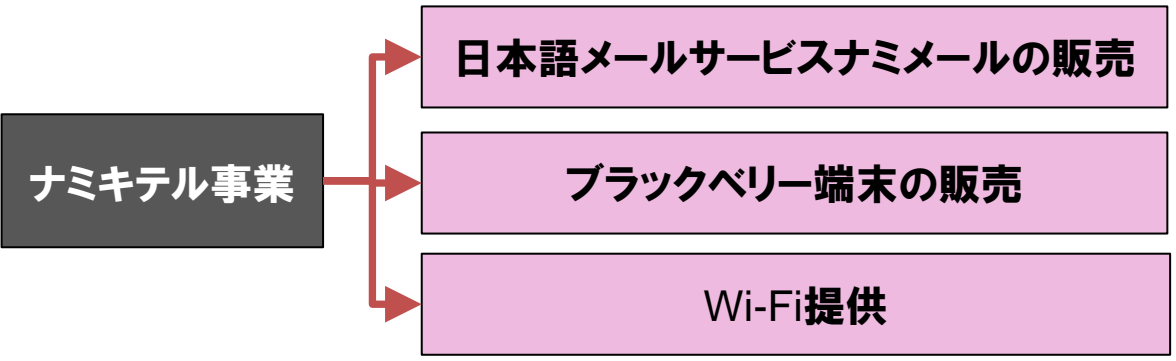 日本語メールサービスナミメールの販売
ナミキテル事業
ブラックベリー端末の販売
Wi-Fi提供